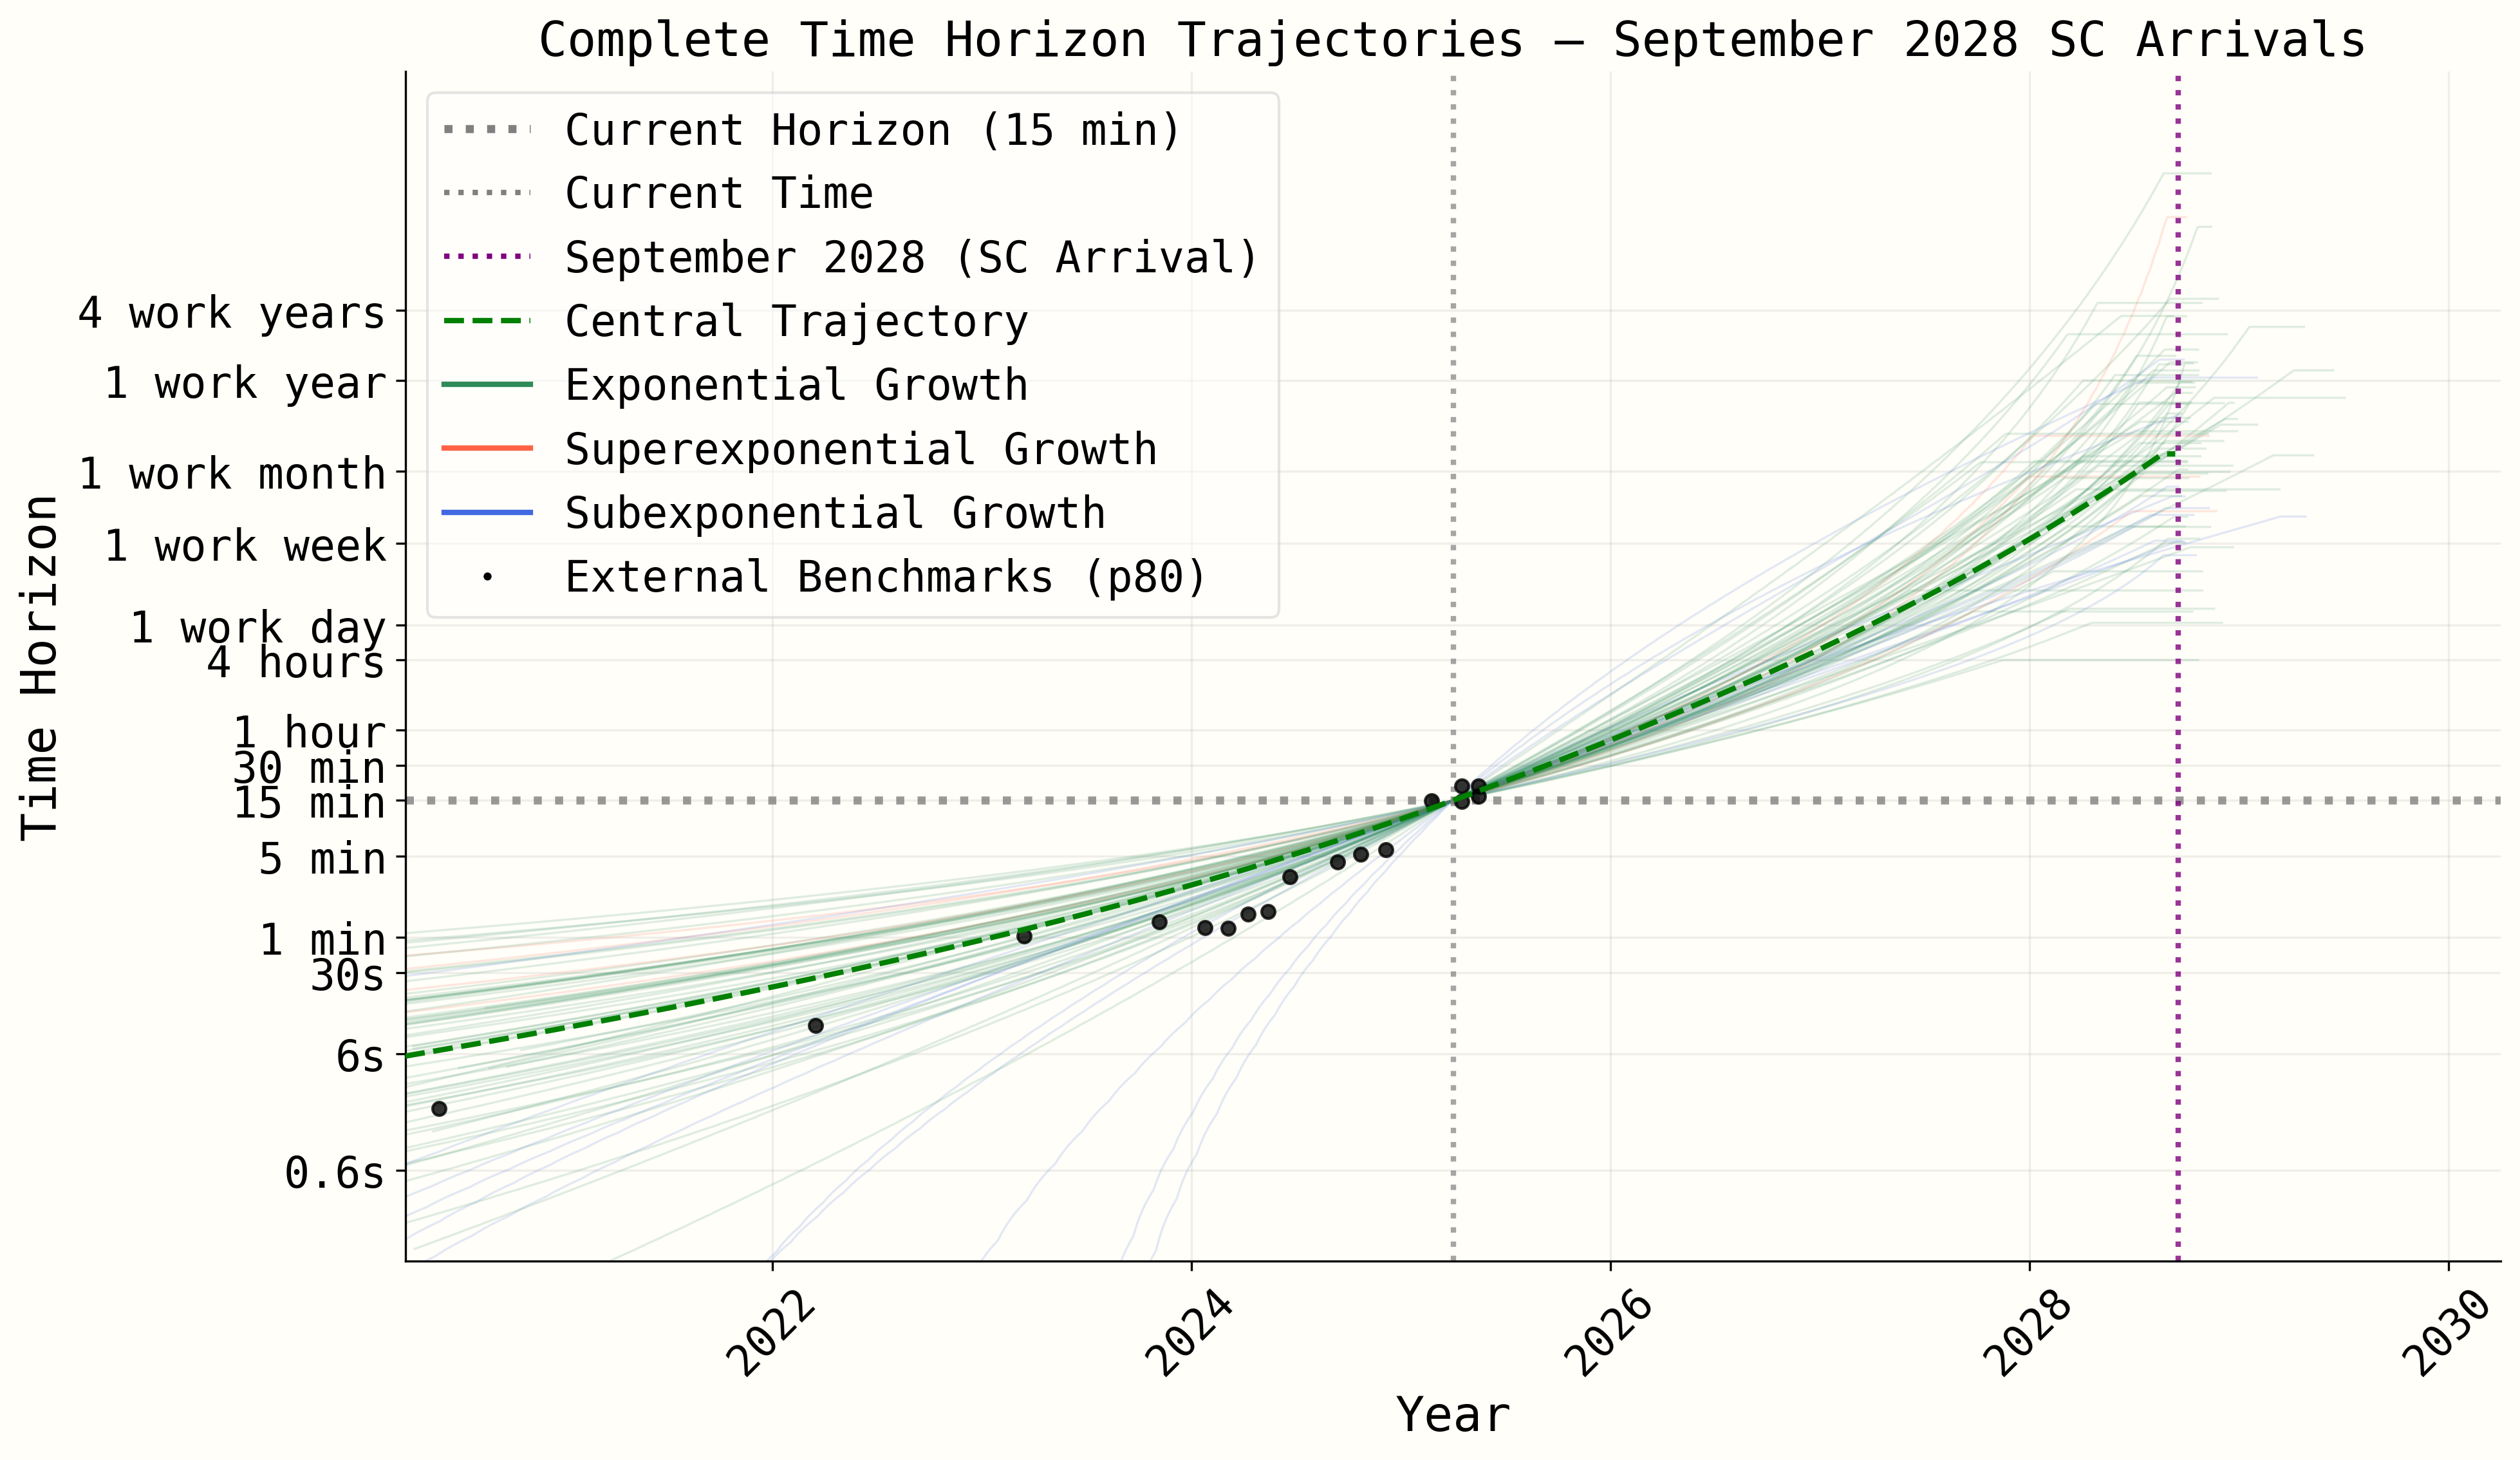 Complete Time Horizon Trajectories — September 2028 SC Arrivals
Current Horizon (15 min)
Current Time
September 2028 (SC Arrival)
Central Trajectory
Exponential Growth
Superexponential Growth
Subexponential Growth
External Benchmarks (p80)
Time Horizon
4 work years
1 work year
1 work month
1 work week
1 work day
4 hours
1 hour
30 min
15 min
5 min
1 min
30s
6s
0.6s
2022
2024
2026
2028
2030
Year